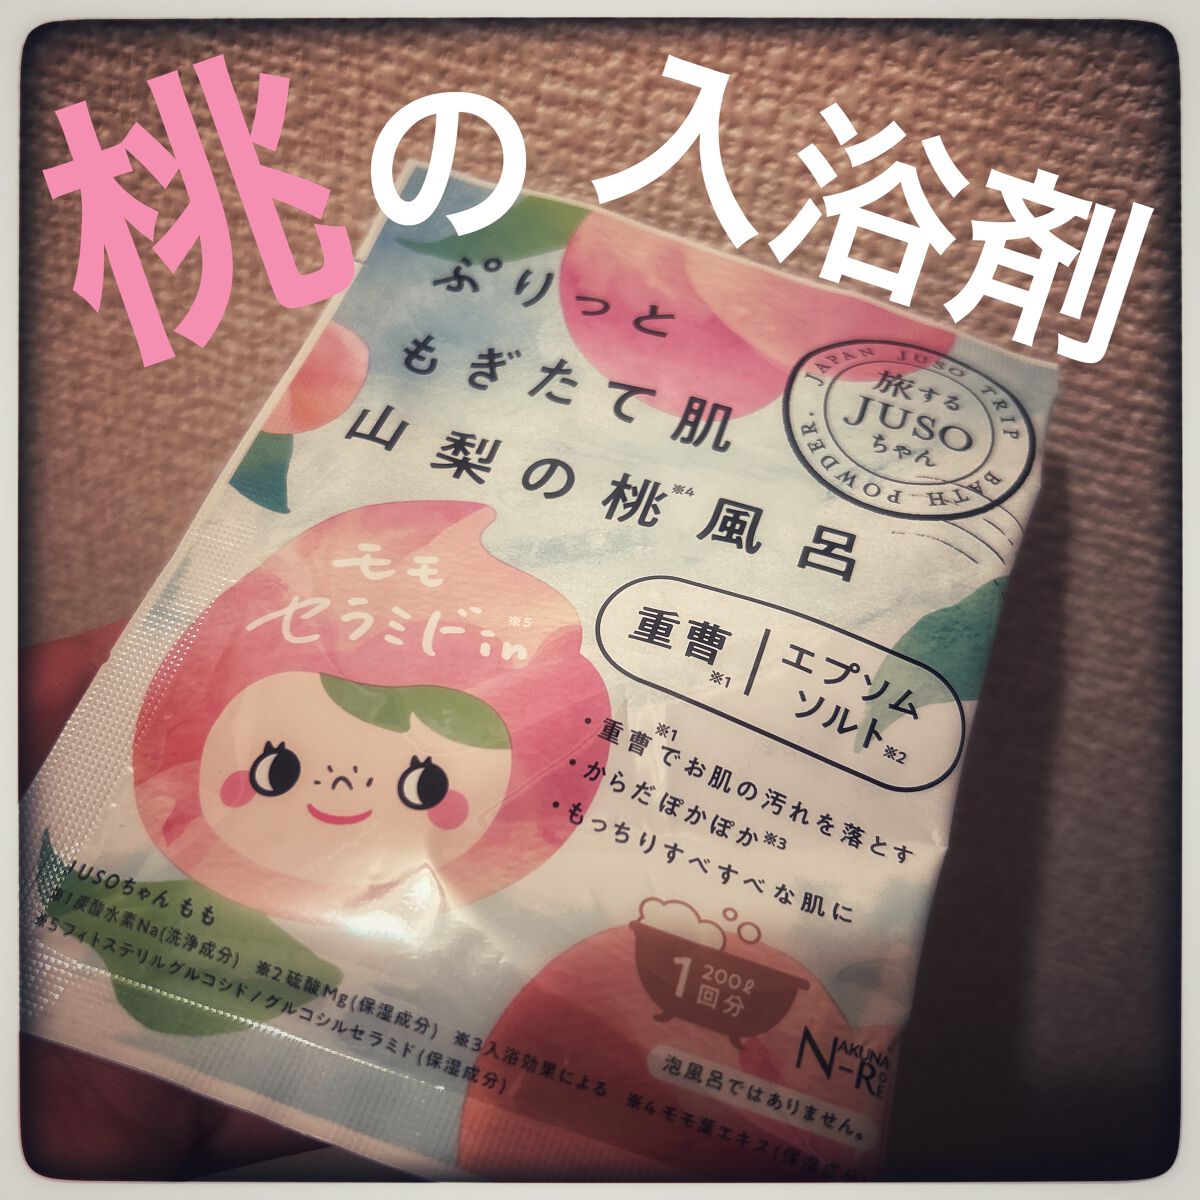 桃の入浴剤
ぷりっと
もぎたて肌
山梨の桃※4風呂
JAPAN JUSO TRIP BATH POWDER.
旅する
JUSO
ちゃん
モモ
セラミドin※5
重曹※1
エプソム
ソルト※2
・重曹※1でお肌の汚れを落とす
・からだぽかぽか※3
・もっちりすべすべな肌に
1回分
200ℓ
JUSOちゃん もも
※1炭酸水素Na(洗浄成分) ※2硫酸Mg(保湿成分) ※3入浴効果による ※4モモ葉エキス(保湿成分)
※5フィトステリルグルコシド/グルコシルセラミド(保湿成分)
泡風呂ではありません。
NAKUNA-RE